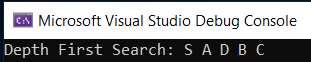 Microsoft Visual Studio Debug Console
Depth First Search: S A D B C